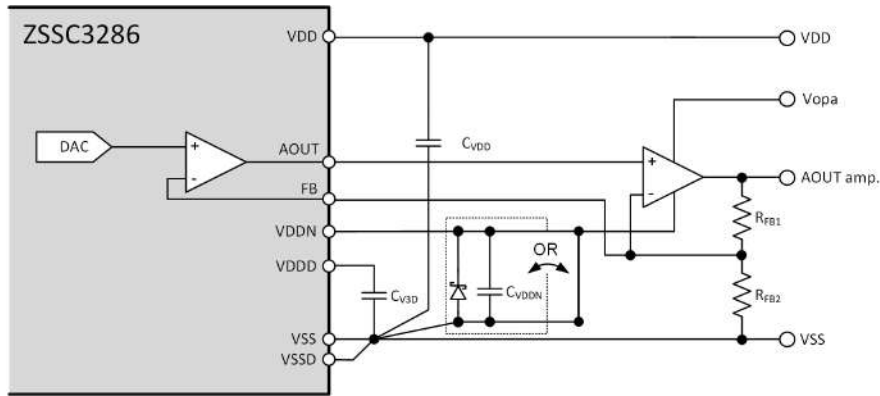 ZSSC3286
VDD
VDD
Vopa
DAC
+
-
AOUT
CVDD
+
-
AOUT amp.
FB
RFB1
VDDN
OR
VDDD
CV3D
CVDDN
RFB2
VSS
VSS
VSSD